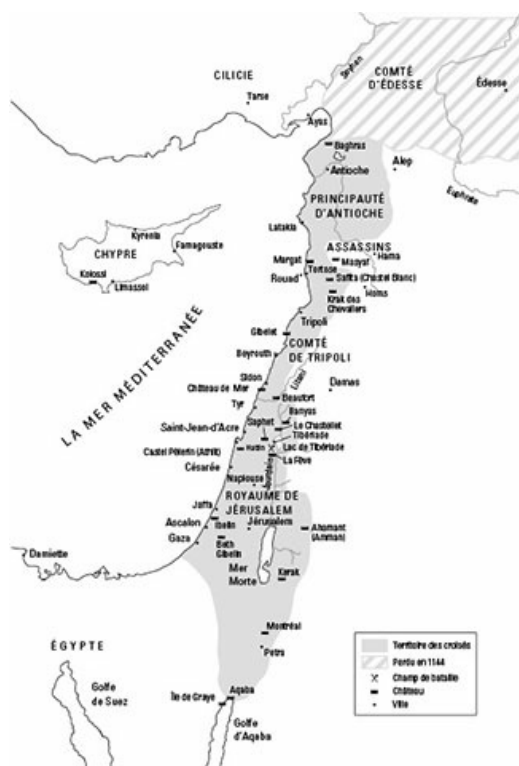 CILICIE
Tarse
Seyhan
COMTÉ
D'ÉDESSE
Édesse
Ayas
Baghras
Antioche
Alep
Euphrate
PRINCIPAUTÉ
D'ANTIOCHE
Latakia
CHYPRE
Kyrenia
Famagouste
Kolossi
Limassol
ASSASSINS
Hama
Margat
Masyaf
Tortose
Rouad
Safita (Chastel Blanc)
Homs
Krak des
Chevaliers
Tripoli
Gibelet
COMTÉ
DE TRIPOLI
Beyrouth
LA MER MÉDITERRANÉE
Litani
Damas
Sidon
Château de Mer
Beaufort
Tyr
Banyas
Saphet
Le Chastellet
Saint-Jean-d'Acre
Tibériade
Castel Pèlerin (Athlit)
Hattin
Lac de Tibériade
La Fève
Césarée
Naplouse
Jourdain
ROYAUME DE
JÉRUSALEM
Jaffa
Ibelin
Ascalon
Jérusalem
Ahamant
(Amman)
Gaza
Beth
Gibelin
Damiette
Mer
Morte
Kerak
Montréal
Petra
ÉGYPTE
Golfe
de Suez
Île de Graye
Aqaba
Golfe
d'Aqaba
Territoire des croisés
Perdu en 1144
Champ de bataille
Château
Ville